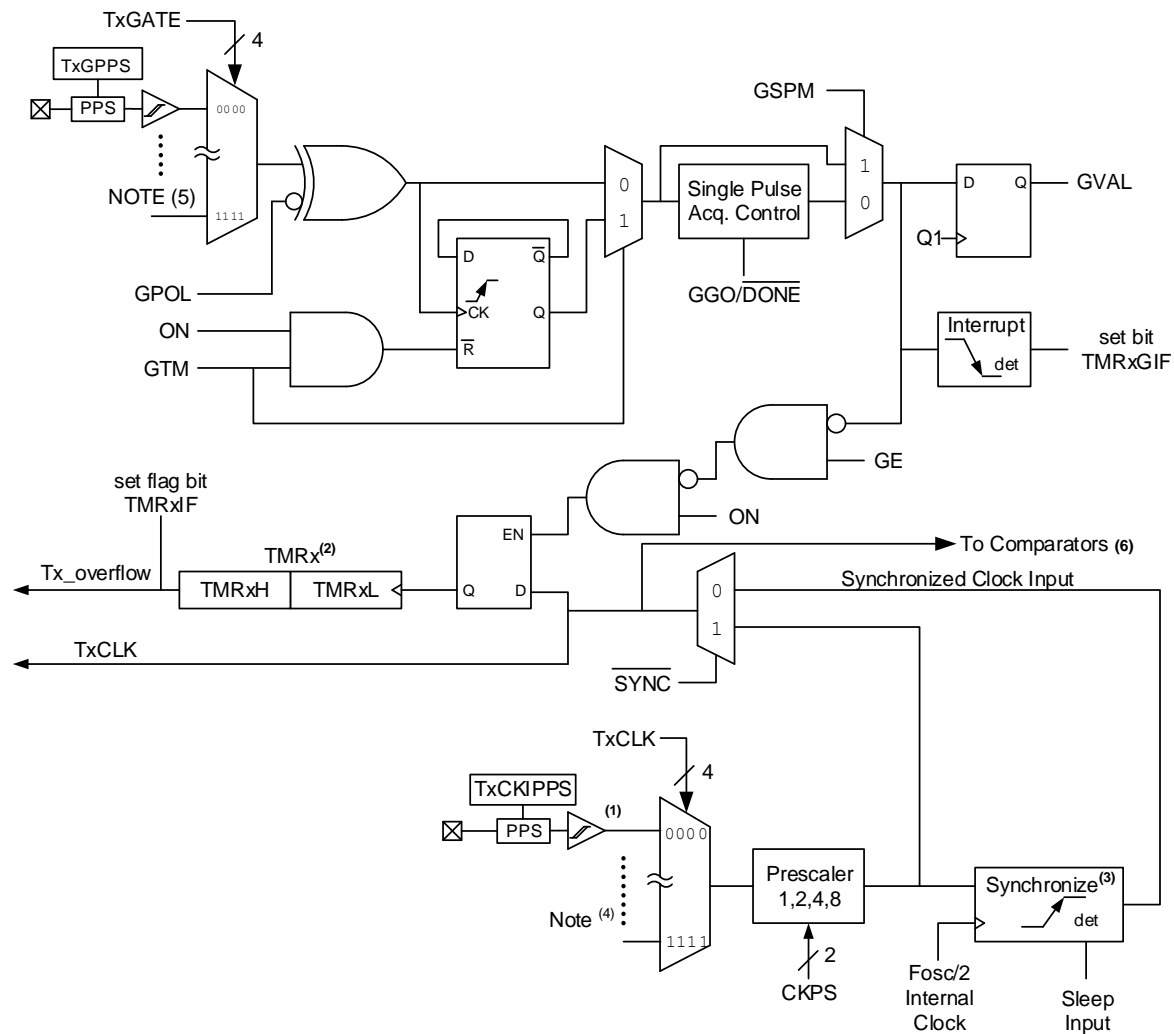 TxGATE
4
TxGPPS
PPS
0000
NOTE (5)
1111
GPOL
ON
GTM
D
Q
CK
Q
R
0
1
Single Pulse
Acq. Control
GGO/DONE
GSPM
1
0
D
Q
Q1
GVAL
Interrupt
det
set bit
TMRxGIF
GE
ON
set flag bit
TMRxIF
Tx_overflow
TMRx(2)
TMRxH
TMRxL
EN
Q
D
TxCLK
To Comparators (6)
Synchronized Clock Input
0
1
SYNC
TxCLK
4
TxCKIPPS
PPS
(1)
0000
Note (4)
1111
Prescaler
1,2,4,8
2
CKPS
Synchronize(3)
det
Fosc/2
Internal
Clock
Sleep
Input